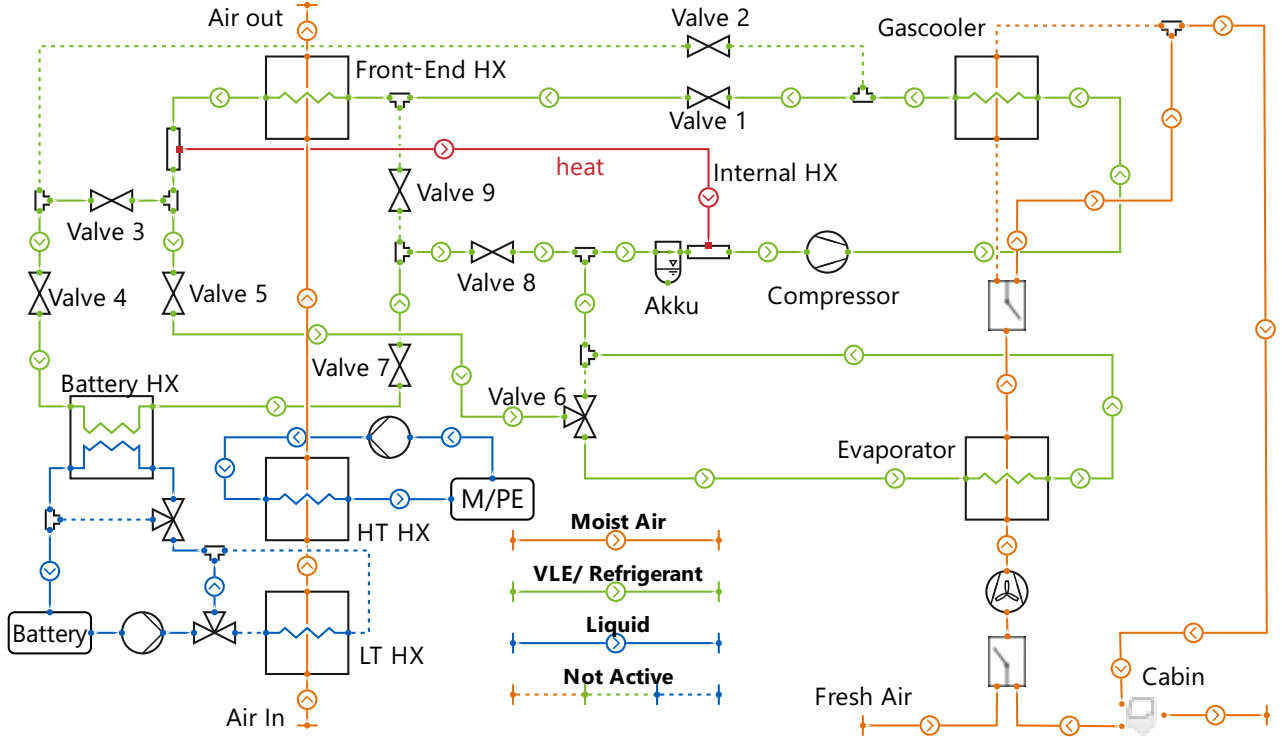 Air out
Valve 2
Gascooler
Front-End HX
Valve 1
heat
Internal HX
Valve 9
Valve 3
Valve 8
Valve 4
Valve 5
Akku
Compressor
Valve 7
Battery HX
Valve 6
Evaporator
M/PE
HT HX
Moist Air
VLE/ Refrigerant
Battery
Liquid
LT HX
Not Active
Cabin
Fresh Air
Air In